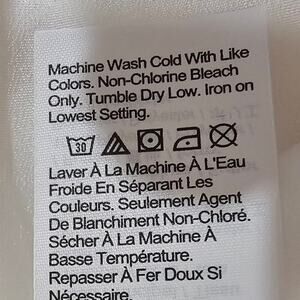 Machine Wash Cold With Like
Colors. Non-Chlorine Bleach
Only. Tumble Dry Low. Iron on
Lowest Setting.
30
Laver À La Machine À L'Eau
Froide En Séparant Les
Couleurs. Seulement Agent
De Blanchiment Non-Chloré.
Sécher À La Machine À
Basse Température.
Repasser À Fer Doux Si
Nécessaire.